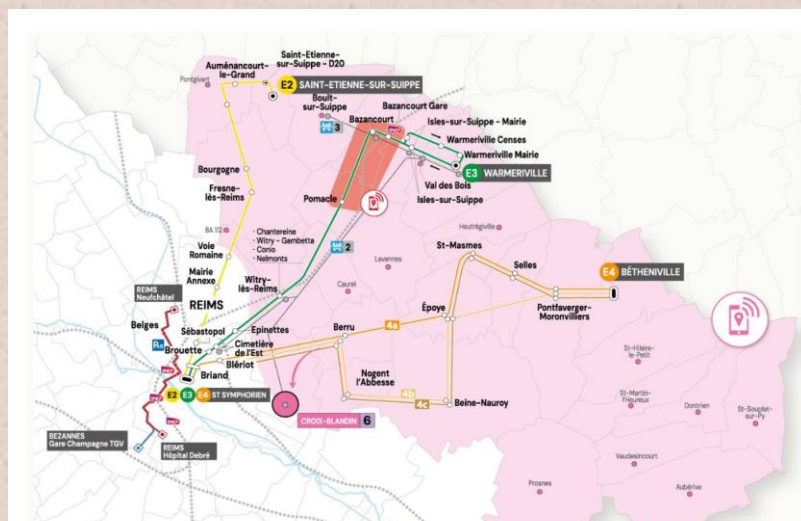 Saint-Etienne-
sur-Suippe - D20
Auménancourt-
le-Grand
Pontgivart
E2 SAINT-ETIENNE-SUR-SUIPPE
Boult-
sur-Suippe
3
Bazancourt Gare
Bazancourt
Isles-sur-Suippe - Mairie
Warmeriville Censes
Warmeriville Mairie
E3 WARMERIVILLE
Val des Bois
Isles-sur-Suippe
Bourgogne
Fresne-
lès-Reims
Pomacle
BA 112
- Chantereine
- Witry - Gambetta
- Conio
- Nelmonts
2
Heutrégiville
St-Masmes
Selles
E4 BÉTHENIVILLE
Voie
Romaine
Mairie
Annexe
Lavannes
Caurel
Witry-
lès-Reims
REIMS
Neufchâtel
REIMS
Pontfaverger-
Moronvilliers
Époye
4a
Belges
Sébastopol
Epinettes
Berru
Brouette
Cimetière
de l'Est
Blériot
Briand
Nogent
l'Abbesse
4b
4c
Beine-Nauroy
St-Hilaire-
le-Petit
E2 E3 E4 ST SYMPHORIEN
CROIX-BLANDIN 6
St-Martin-
l'Heureux
Dontrien
St-Souplet-
sur-Py
BEZANNES
Gare Champagne TGV
REIMS
Hôpital Debré
Vaudesincourt
Prosnes
Aubérive